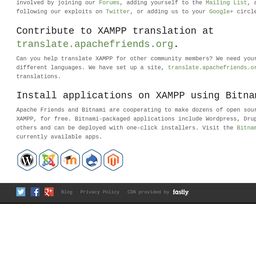 involved by joining our Forums, adding yourself to the Mailing List,
following our exploits on Twitter, or adding us to your Google+ circle
Contribute to XAMPP translation at
translate.apachefriends.org.
Can you help translate XAMPP for other community members? We need your
different languages. We have set up a site, translate.apachefriends.or
translations.
Install applications on XAMPP using Bitna
Apache Friends and Bitnami are cooperating to make dozens of open sour
XAMPP, for free. Bitnami-packaged applications include Wordpress, Drup
others and can be deployed with one-click installers. Visit the Bitnam
currently available apps.
Blog Privacy Policy CDN provided by fastly